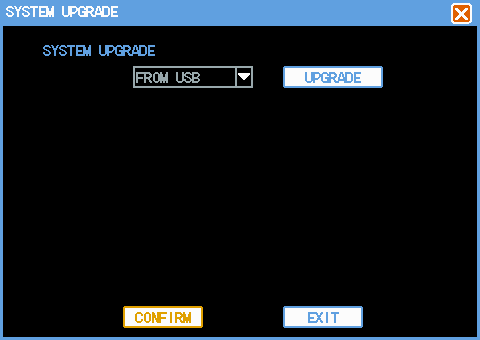 SYSTEM UPGRADE
SYSTEM UPGRADE
FROM USB
UPGRADE
CONFIRM
EXIT